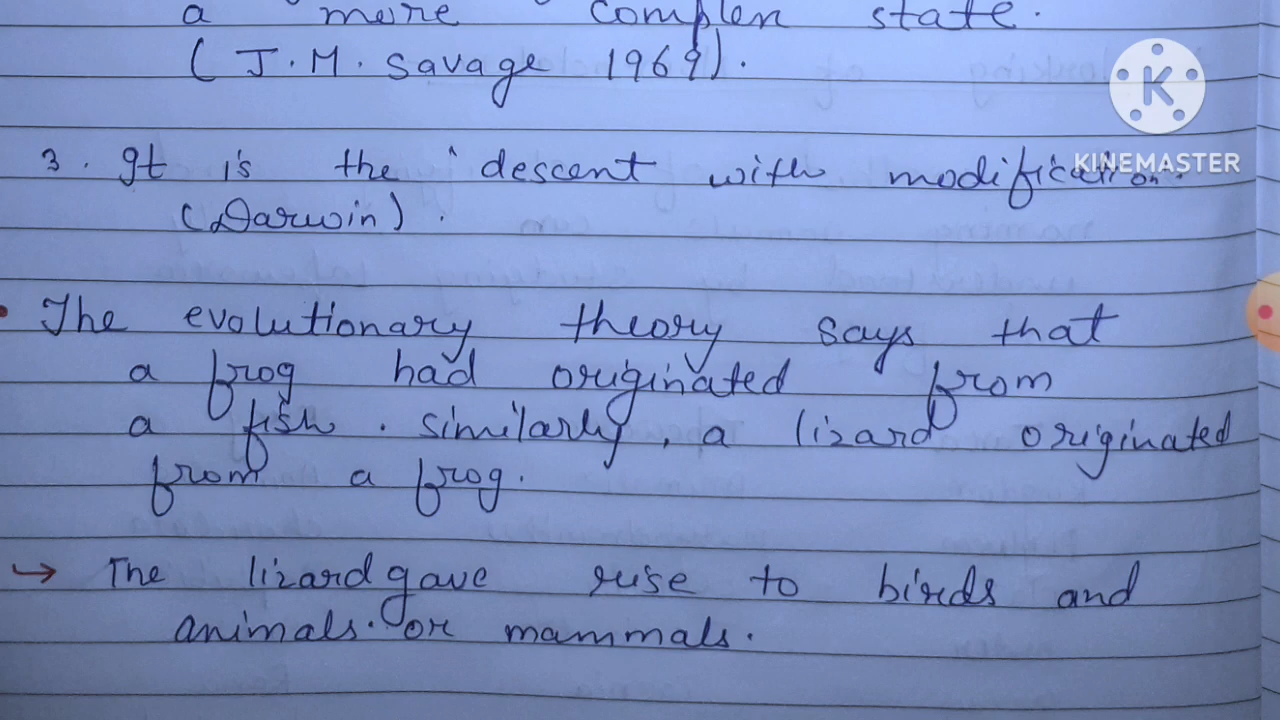 a more complex state.
(J.M. Savage 1969).
K
KINEMASTER
3. It is the "descent with modification.
(Darwin).
The evolutionary theory says that
a frog had originated from
a fish. Similarly, a lizard originated
from a frog.
→ The lizard gave rise to birds and
animals. or mammals.